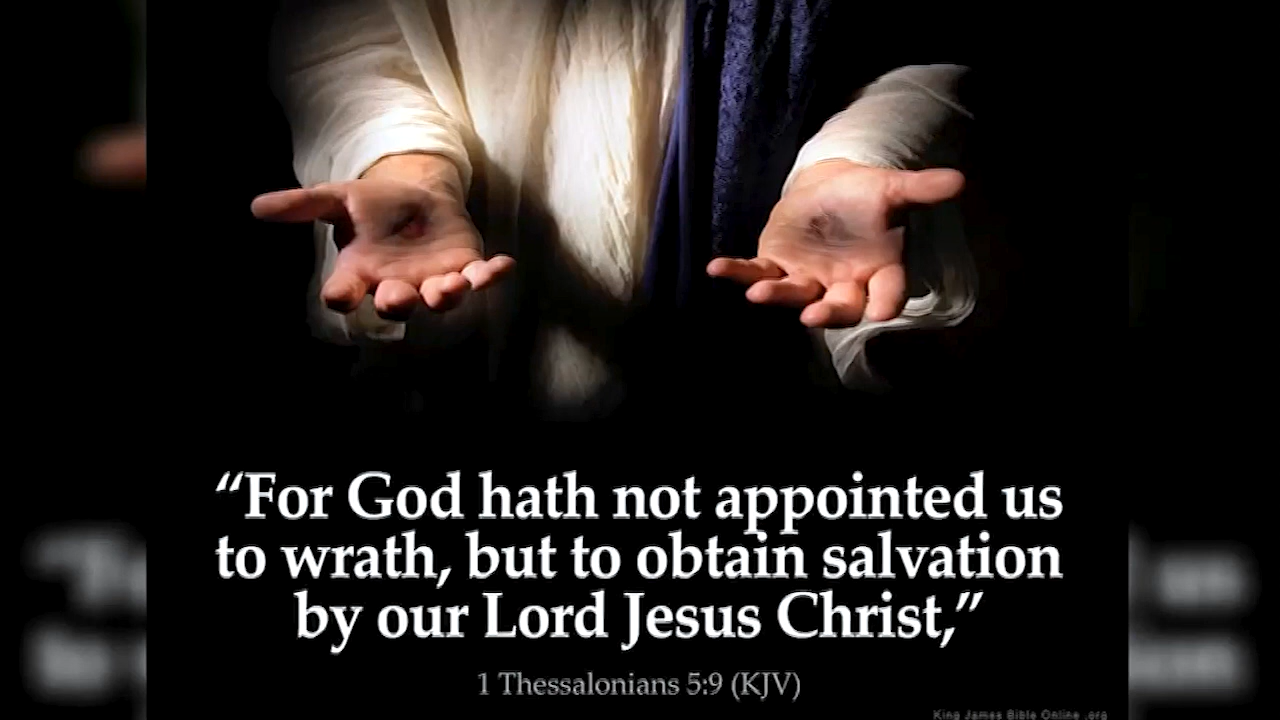 “For God hath not appointed us
to wrath, but to obtain salvation
by our Lord Jesus Christ,”
1 Thessalonians 5:9 (KJV)
King James Bible Online .org